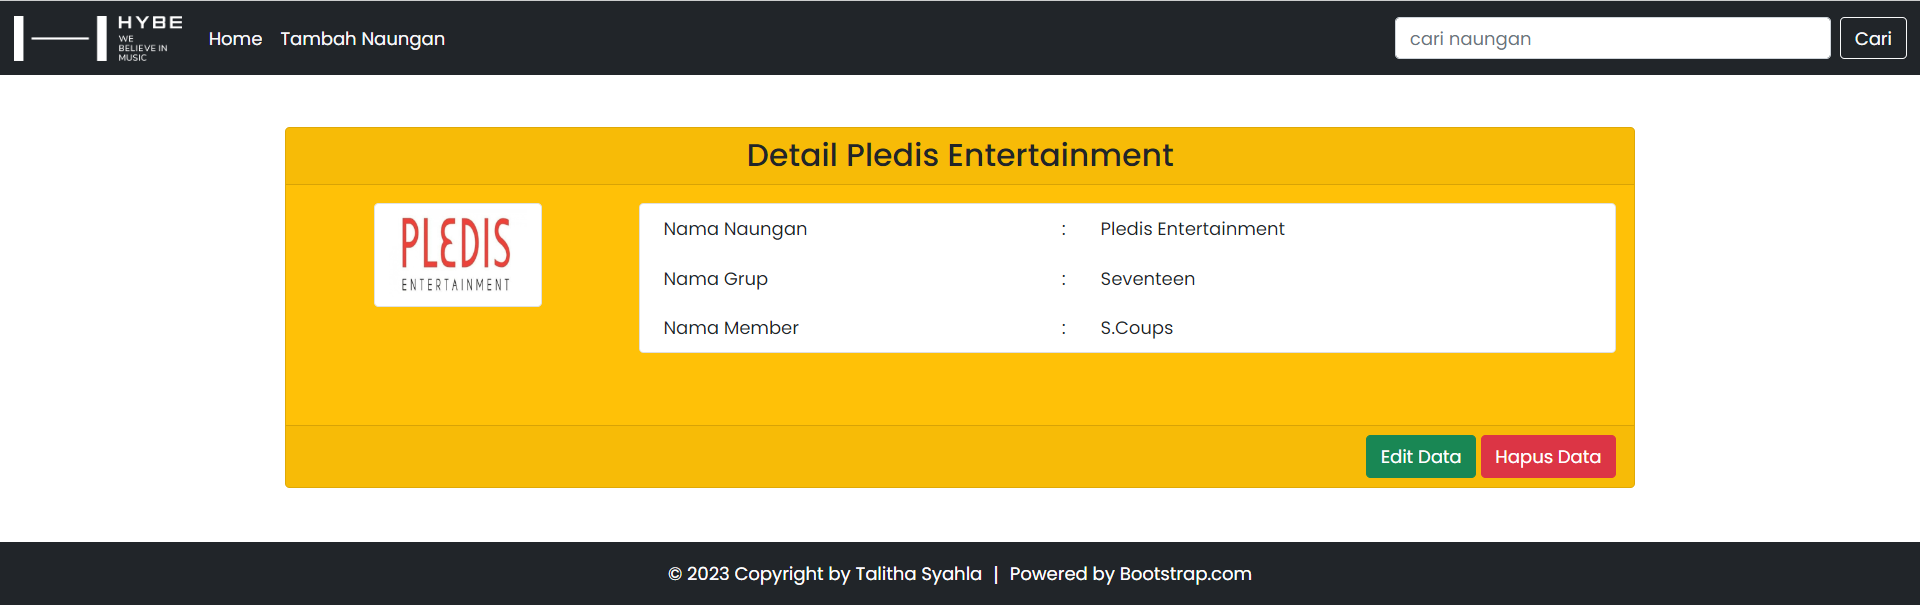 HYBE
WE
BELIEVE IN
MUSIC
Home Tambah Naungan
cari naungan
Cari
Detail Pledis Entertainment
PLEDIS
ENTERTAINMENT
Nama Naungan : Pledis Entertainment
Nama Grup : Seventeen
Nama Member : S.Coups
Edit Data Hapus Data
© 2023 Copyright by Talitha Syahla | Powered by Bootstrap.com